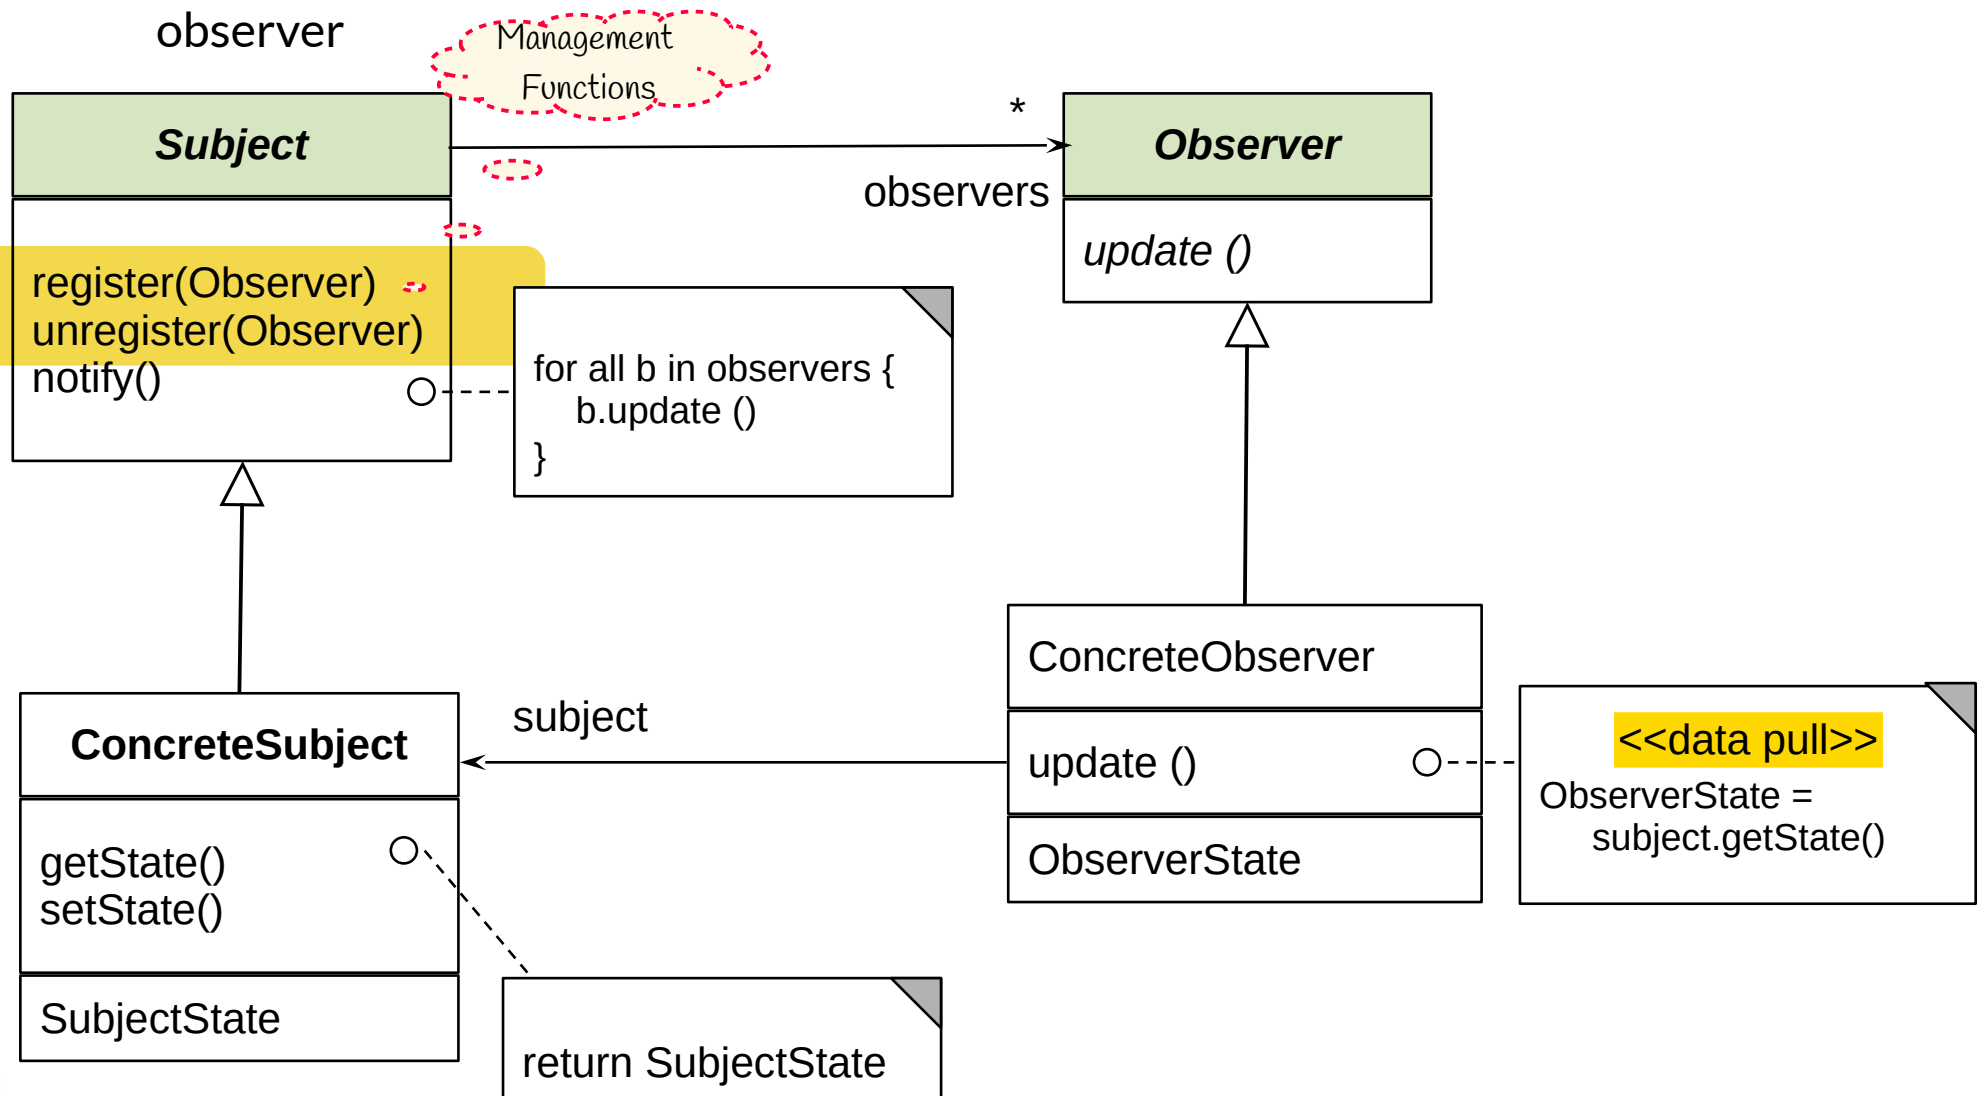 observer
Management
Functions
Subject
*
Observer
observers
update ()
register(Observer)
unregister(Observer)
notify()
for all b in observers {
b.update ()
}
ConcreteObserver
update ()
ObserverState
subject
ConcreteSubject
getState()
setState()
SubjectState
<<data pull>>
ObserverState =
subject.getState()
return SubjectState